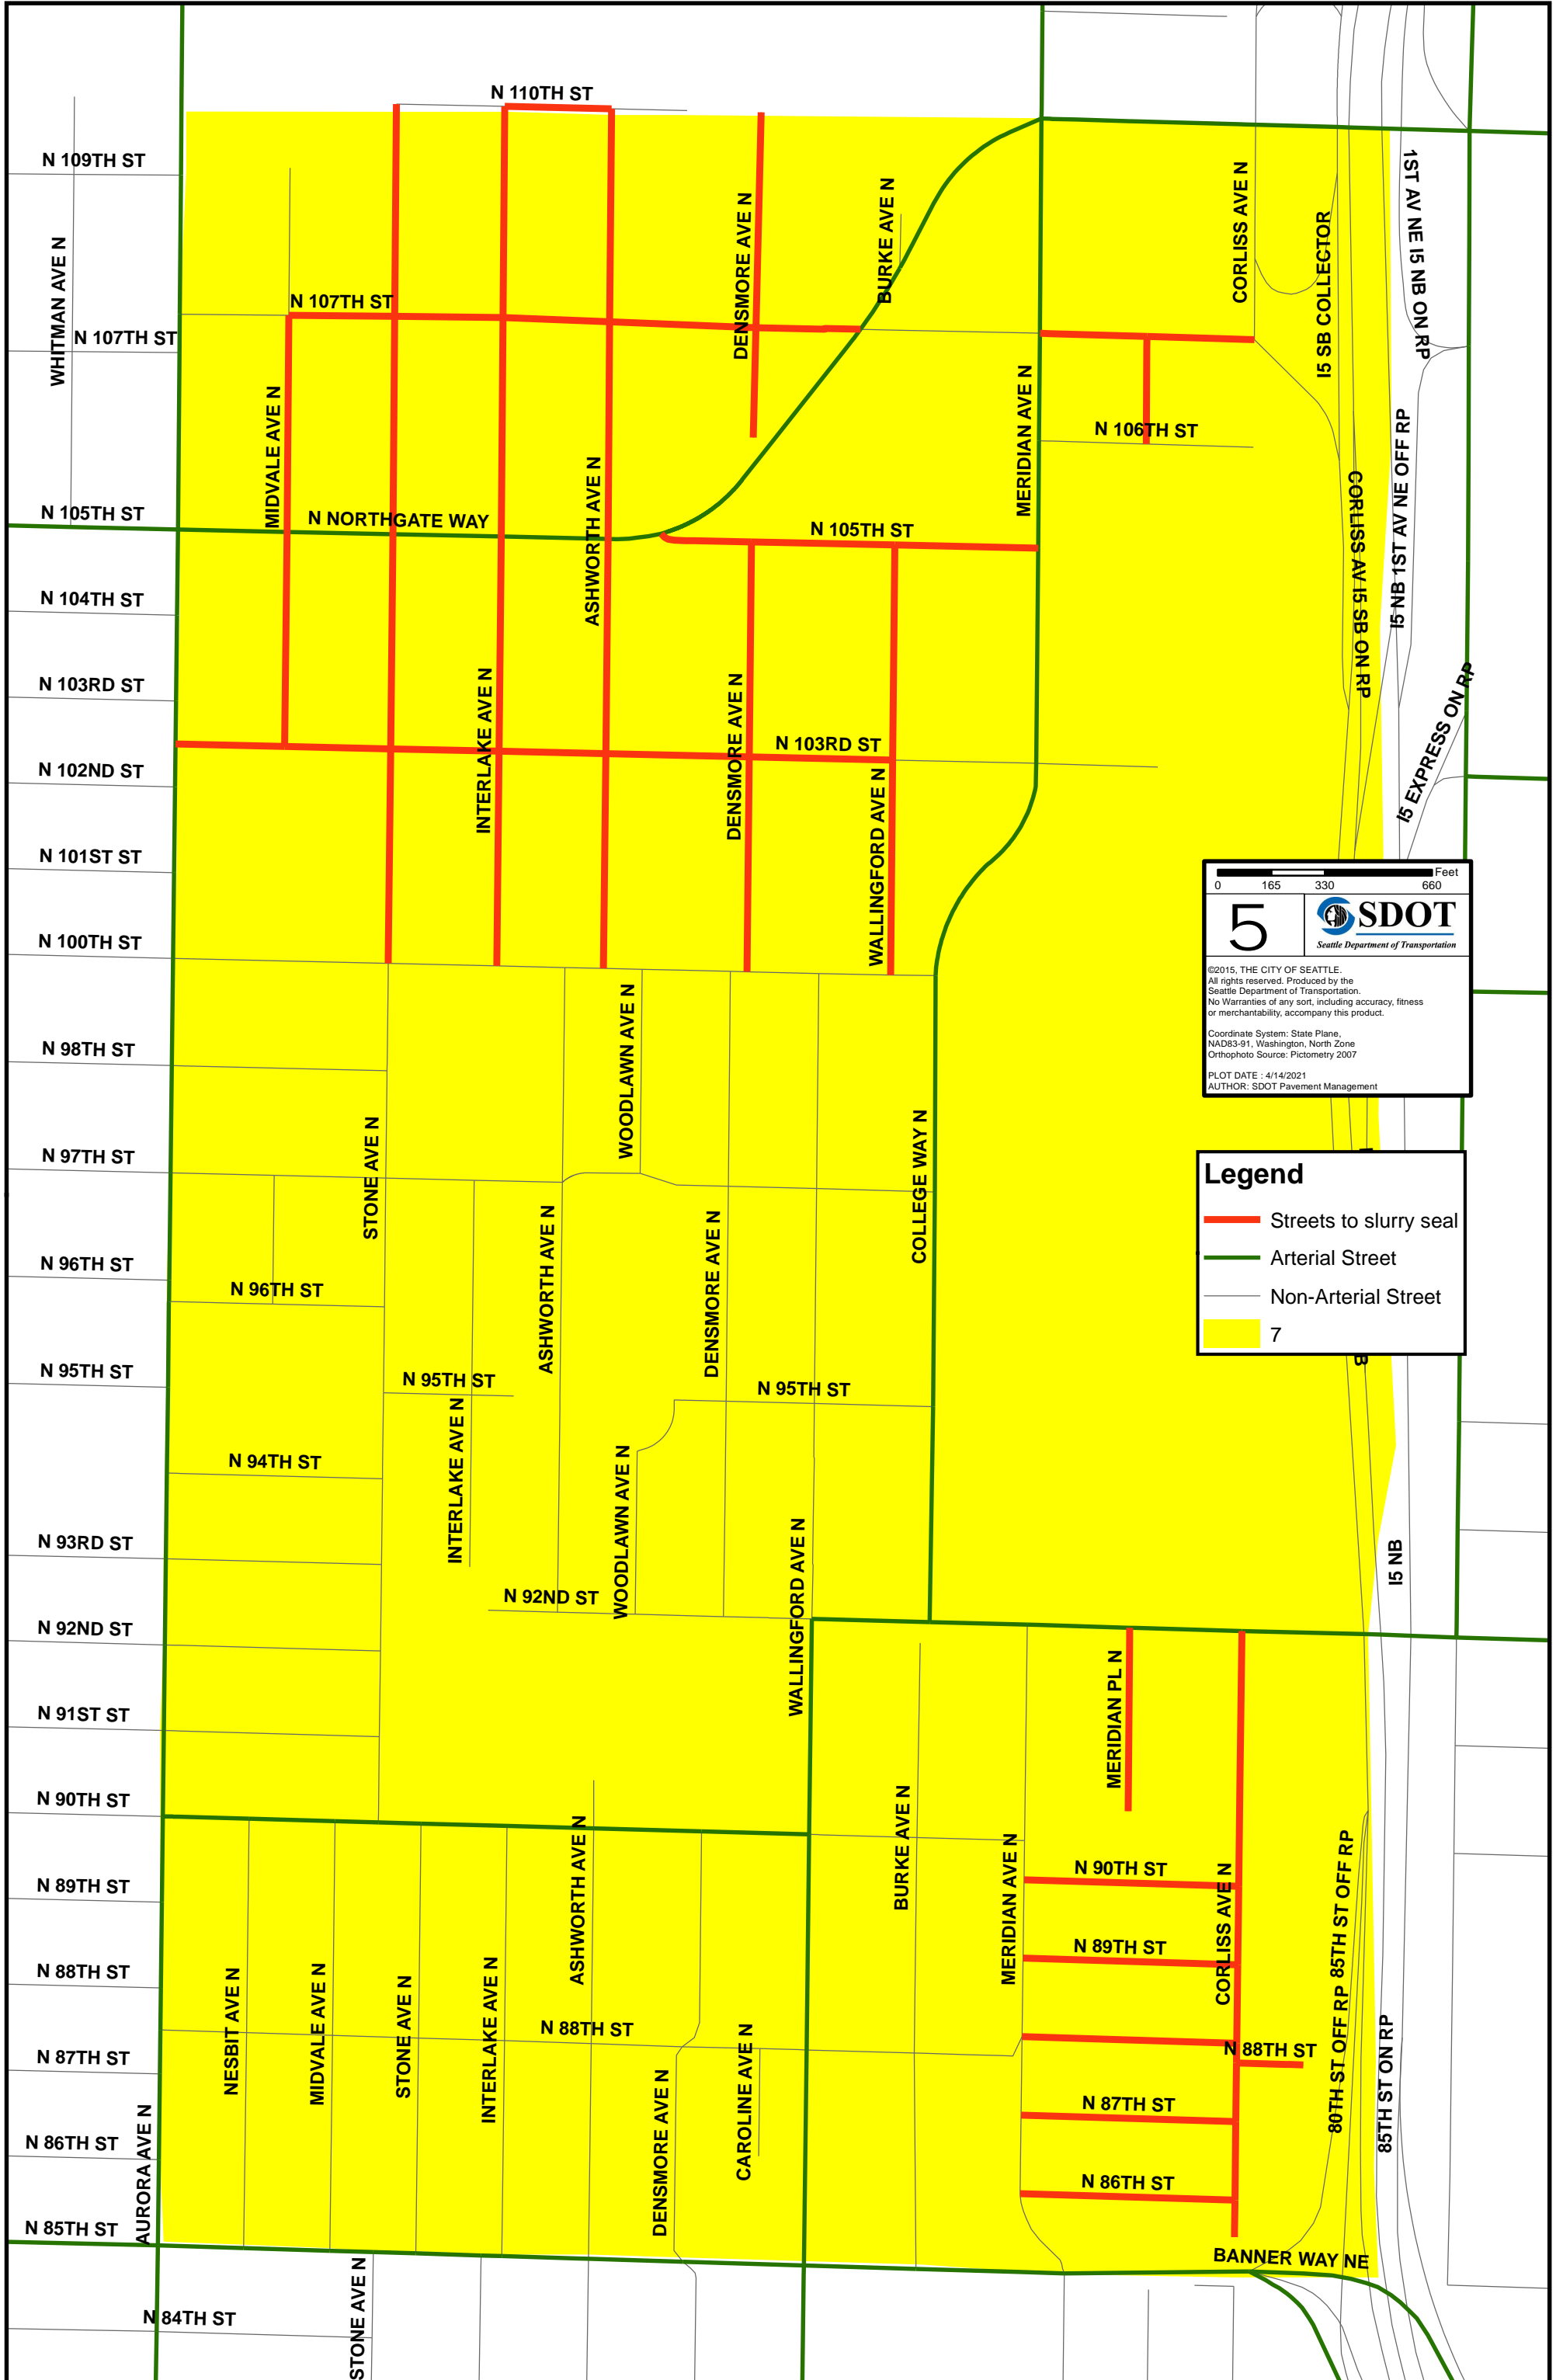 N 110TH ST
N 109TH ST
WHITMAN AVE N
N 107TH ST
N 107TH ST
DENSMORE AVE N
BURKE AVE N
CORLISS AVE N
I5 SB COLLECTOR
1ST AV NE I5 NB ON RP
MIDVALE AVE N
MERIDIAN AVE N
N 106TH ST
N 105TH ST
N NORTHGATE WAY
ASHWORTH AVE N
N 105TH ST
CORLISS AV I5 SB ON RP
I5 NB 1ST AV NE OFF RP
N 104TH ST
N 103RD ST
INTERLAKE AVE N
DENSMORE AVE N
N 103RD ST
WALLINGFORD AVE N
I5 EXPRESS ON RP
N 102ND ST
N 101ST ST
N 100TH ST
0 165 330 660 Feet
5
SDOT
Seattle Department of Transportation
©2015, THE CITY OF SEATTLE.
All rights reserved. Produced by the
Seattle Department of Transportation.
No Warranties of any sort, including accuracy, fitness
or merchantability, accompany this product.
Coordinate System: State Plane,
NAD83-91, Washington, North Zone
Orthophoto Source: Pictometry 2007
PLOT DATE : 4/14/2021
AUTHOR: SDOT Pavement Management
N 98TH ST
WOODLAWN AVE N
N 97TH ST
STONE AVE N
COLLEGE WAY N
Legend
Streets to slurry seal
Arterial Street
Non-Arterial Street
7
N 96TH ST
N 96TH ST
ASHWORTH AVE N
DENSMORE AVE N
N 95TH ST
N 95TH ST
N 95TH ST
INTERLAKE AVE N
N 94TH ST
WOODLAWN AVE N
N 93RD ST
WALLINGFORD AVE N
I5 NB
N 92ND ST
N 92ND ST
MERIDIAN PL N
N 91ST ST
N 90TH ST
ASHWORTH AVE N
BURKE AVE N
MERIDIAN AVE N
N 90TH ST
CORLISS AVE N
85TH ST OFF RP
N 89TH ST
N 89TH ST
N 88TH ST
NESBIT AVE N
MIDVALE AVE N
STONE AVE N
INTERLAKE AVE N
N 88TH ST
CAROLINE AVE N
N 88TH ST
80TH ST OFF RP
85TH ST ON RP
N 87TH ST
DENSMORE AVE N
N 87TH ST
N 86TH ST
AURORA AVE N
N 86TH ST
N 85TH ST
BANNER WAY NE
N 84TH ST
STONE AVE N